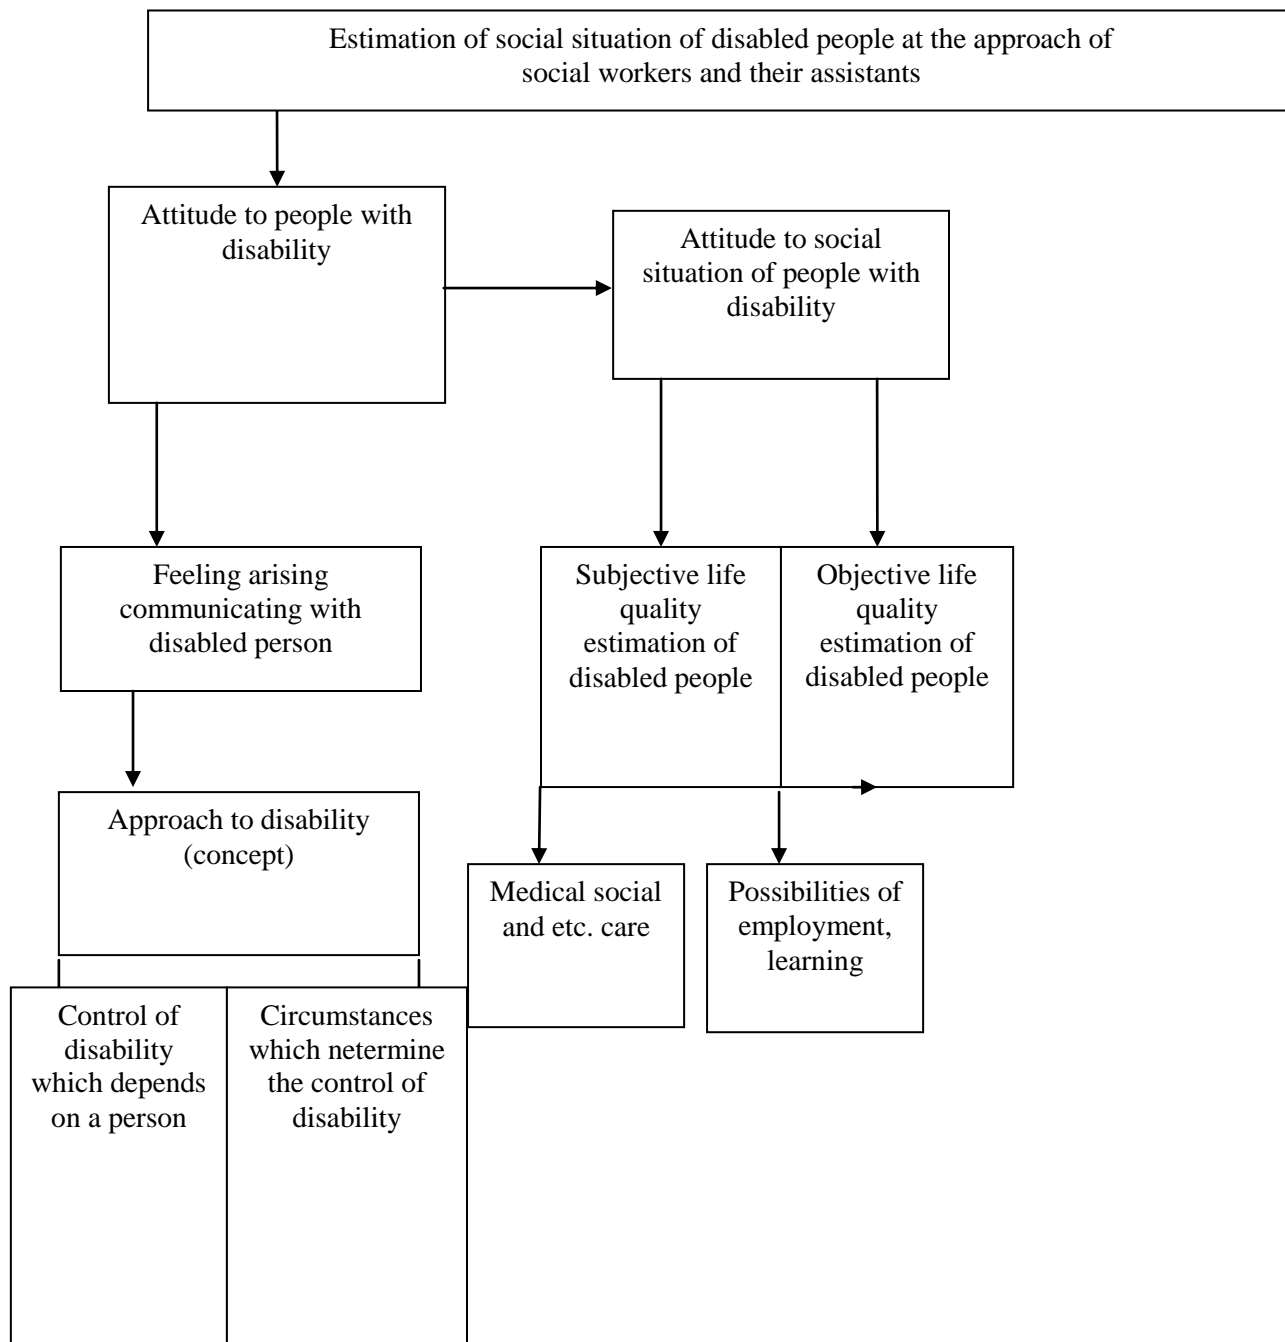 Estimation of social situation of disabled people at the approach of
social workers and their assistants
Attitude to people with
disability
Attitude to social
situation of people with
disability
Feeling arising
communicating with
disabled person
Subjective life
quality
estimation of
disabled people
Objective life
quality
estimation of
disabled people
Approach to disability
(concept)
Medical social
and etc. care
Possibilities of
employment,
learning
Control of
disability
which depends
on a person
Circumstances
which netermine
the control of
disability